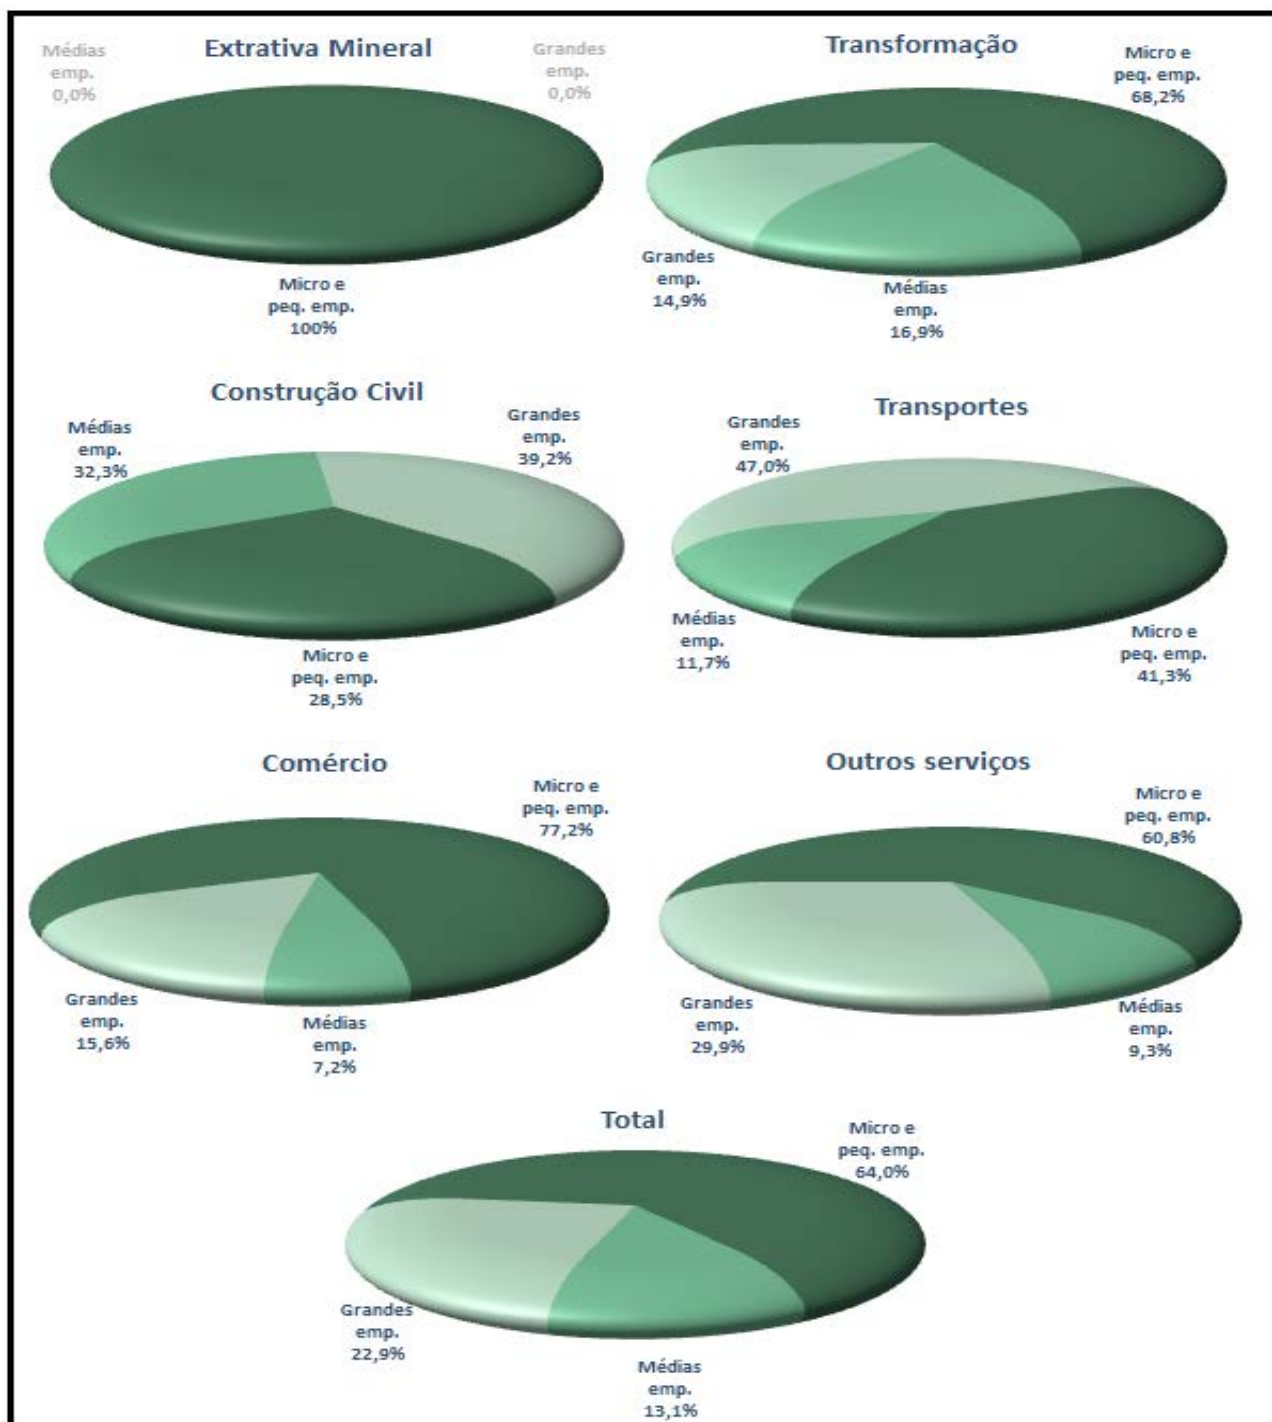 Extrativa Mineral
Médias
emp.
0,0%
Grandes
emp.
0,0%
Micro e
peq. emp.
100%
Transformação
Micro e
peq. emp.
68,2%
Grandes
emp.
14,9%
Médias
emp.
16,9%
Construção Civil
Médias
emp.
32,3%
Grandes
emp.
39,2%
Micro e
peq. emp.
28,5%
Transportes
Grandes
emp.
47,0%
Médias
emp.
11,7%
Micro e
peq. emp.
41,3%
Comércio
Micro e
peq. emp.
77,2%
Grandes
emp.
15,6%
Médias
emp.
7,2%
Outros serviços
Micro e
peq. emp.
60,8%
Grandes
emp.
29,9%
Médias
emp.
9,3%
Total
Micro e
peq. emp.
64,0%
Grandes
emp.
22,9%
Médias
emp.
13,1%